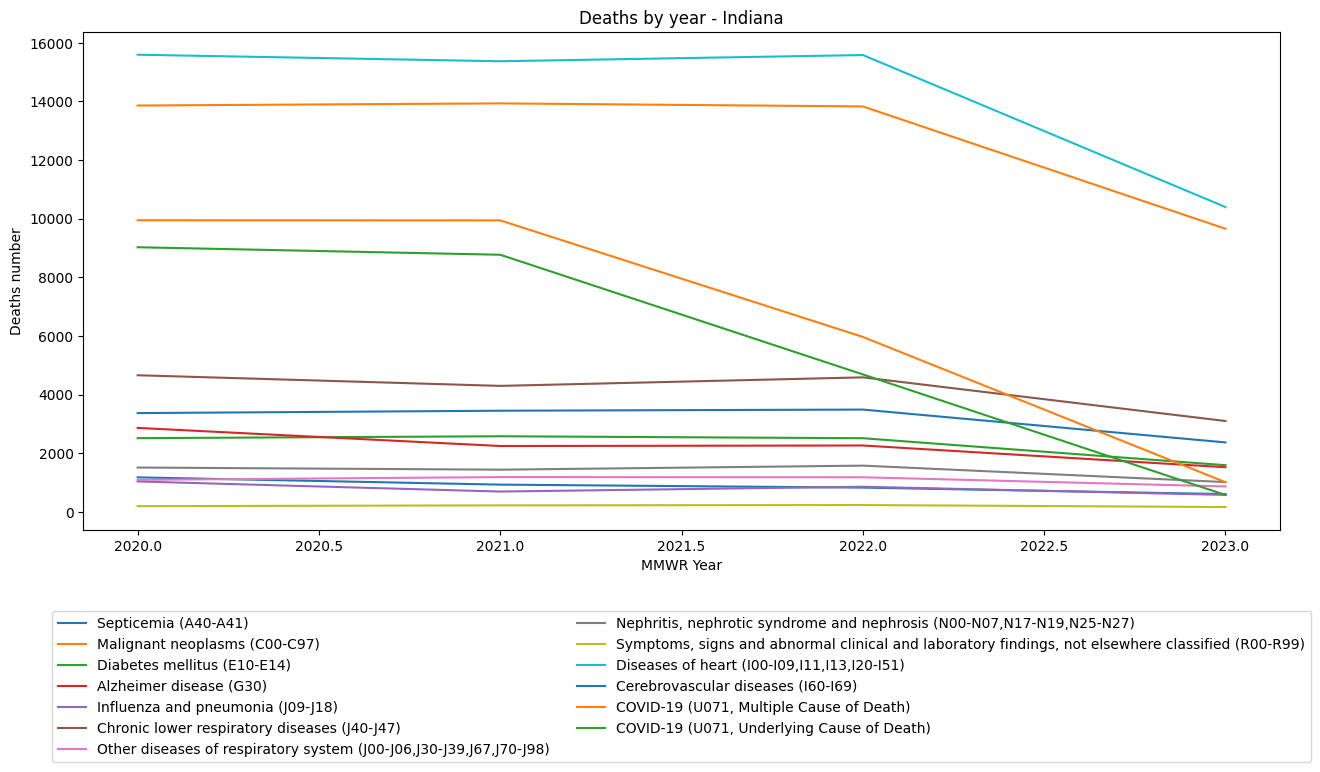 Deaths by year - Indiana
16000
14000
12000
10000
8000
6000
4000
2000
0
Deaths number
2020.0 2020.5 2021.0 2021.5 2022.0 2022.5 2023.0
MMWR Year
Septicemia (A40-A41)
Malignant neoplasms (C00-C97)
Diabetes mellitus (E10-E14)
Alzheimer disease (G30)
Influenza and pneumonia (J09-J18)
Chronic lower respiratory diseases (J40-J47)
Other diseases of respiratory system (J00-J06,J30-J39,J67,J70-J98)
Nephritis, nephrotic syndrome and nephrosis (N00-N07,N17-N19,N25-N27)
Symptoms, signs and abnormal clinical and laboratory findings, not elsewhere classified (R00-R99)
Diseases of heart (I00-I09,I11,I13,I20-I51)
Cerebrovascular diseases (I60-I69)
COVID-19 (U071, Multiple Cause of Death)
COVID-19 (U071, Underlying Cause of Death)